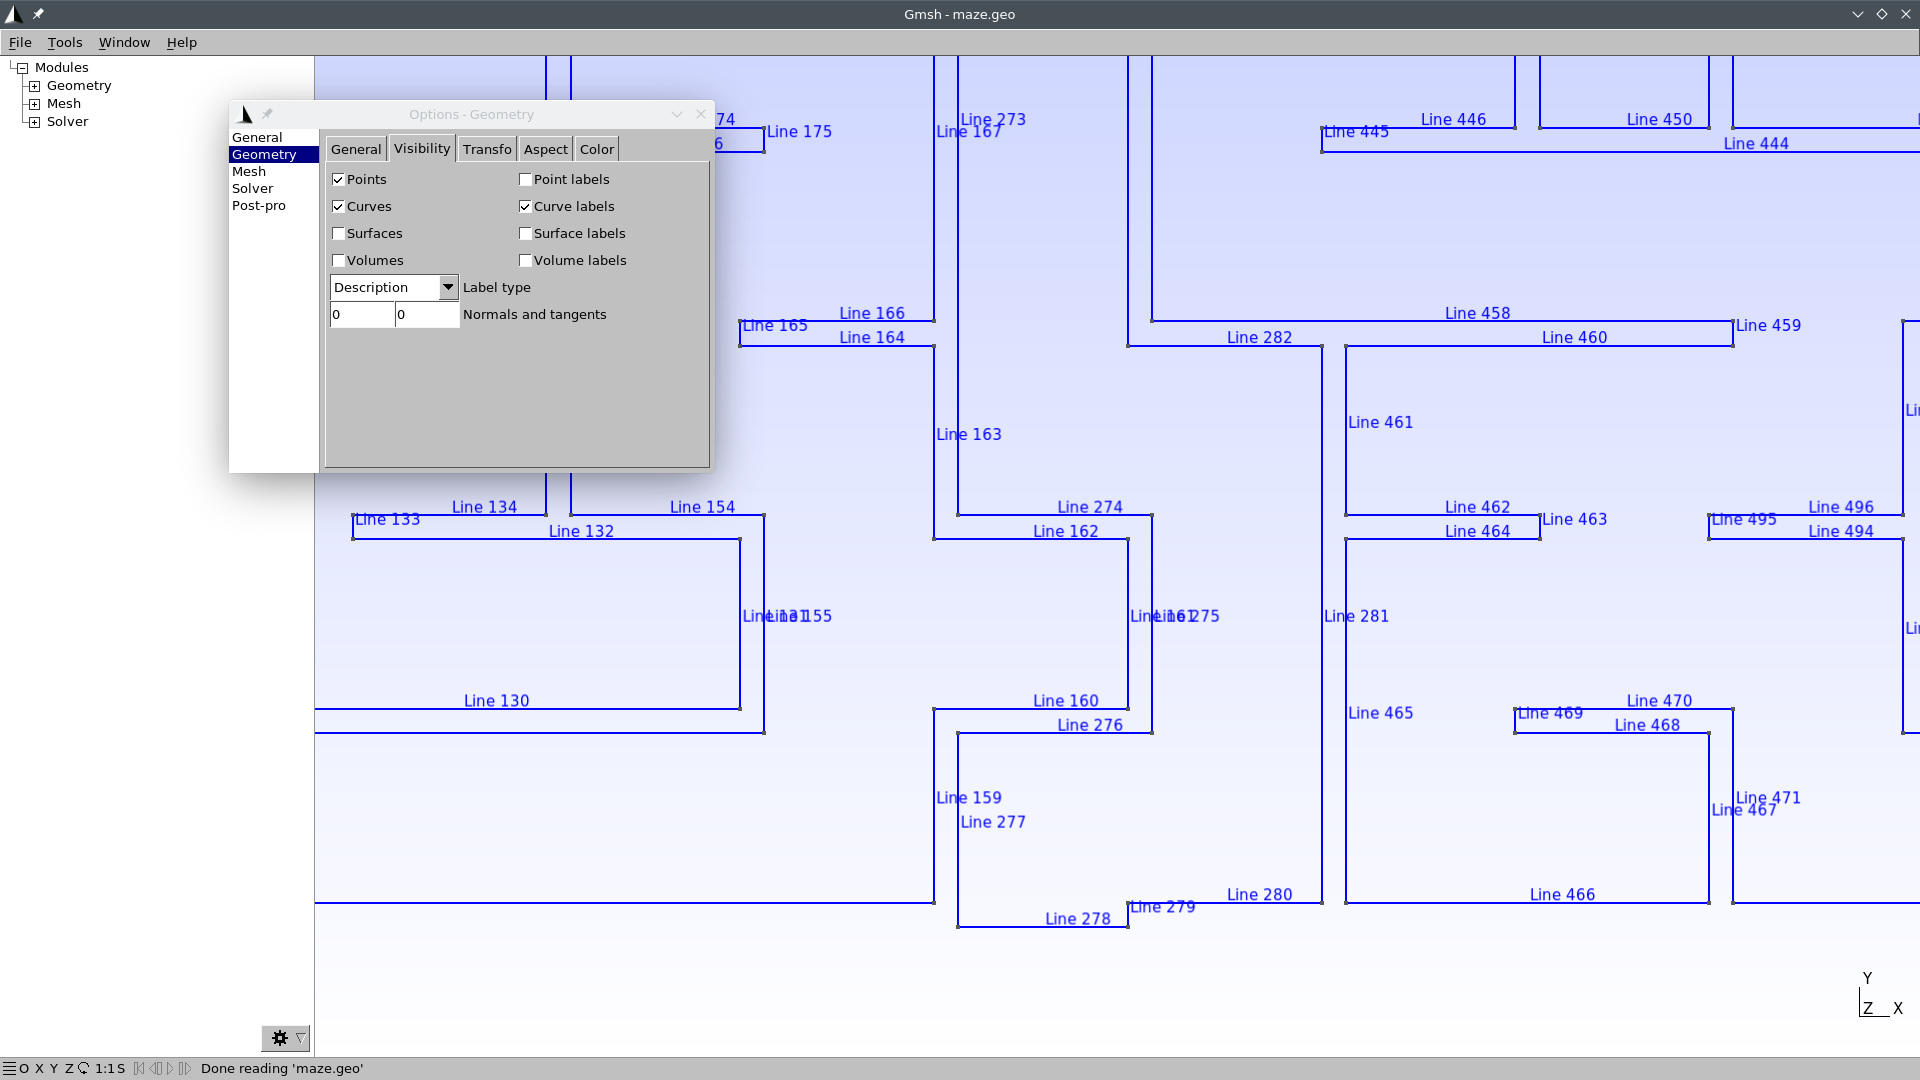 Gmsh - maze.geo
File Tools Window Help
Modules
Geometry
Mesh
Solver
Options - Geometry
General
Geometry
Mesh
Solver
Post-pro
General Visibility Transfo Aspect Color
Points Point labels
Curves Curve labels
Surfaces Surface labels
Volumes Volume labels
Description Label type
0 0 Normals and tangents
74
Line 175
6
Line 273
Line 167
Line 446
Line 445
Line 450
Line 444
Line 166
Line 165
Line 164
Line 458
Line 459
Line 282
Line 460
Line 163
Line 461
Line 134
Line 133
Line 132
Line 154
Line 274
Line 162
Line 462
Line 463
Line 464
Line 496
Line 495
Line 494
Line 131
Line 155
Line 161
Line 275
Line 281
Line 130
Line 160
Line 276
Line 465
Line 470
Line 469
Line 468
Line 159
Line 277
Line 471
Line 467
Line 280
Line 279
Line 278
Line 466
Y
Z X
O X Y Z 1:1 S Done reading 'maze.geo'